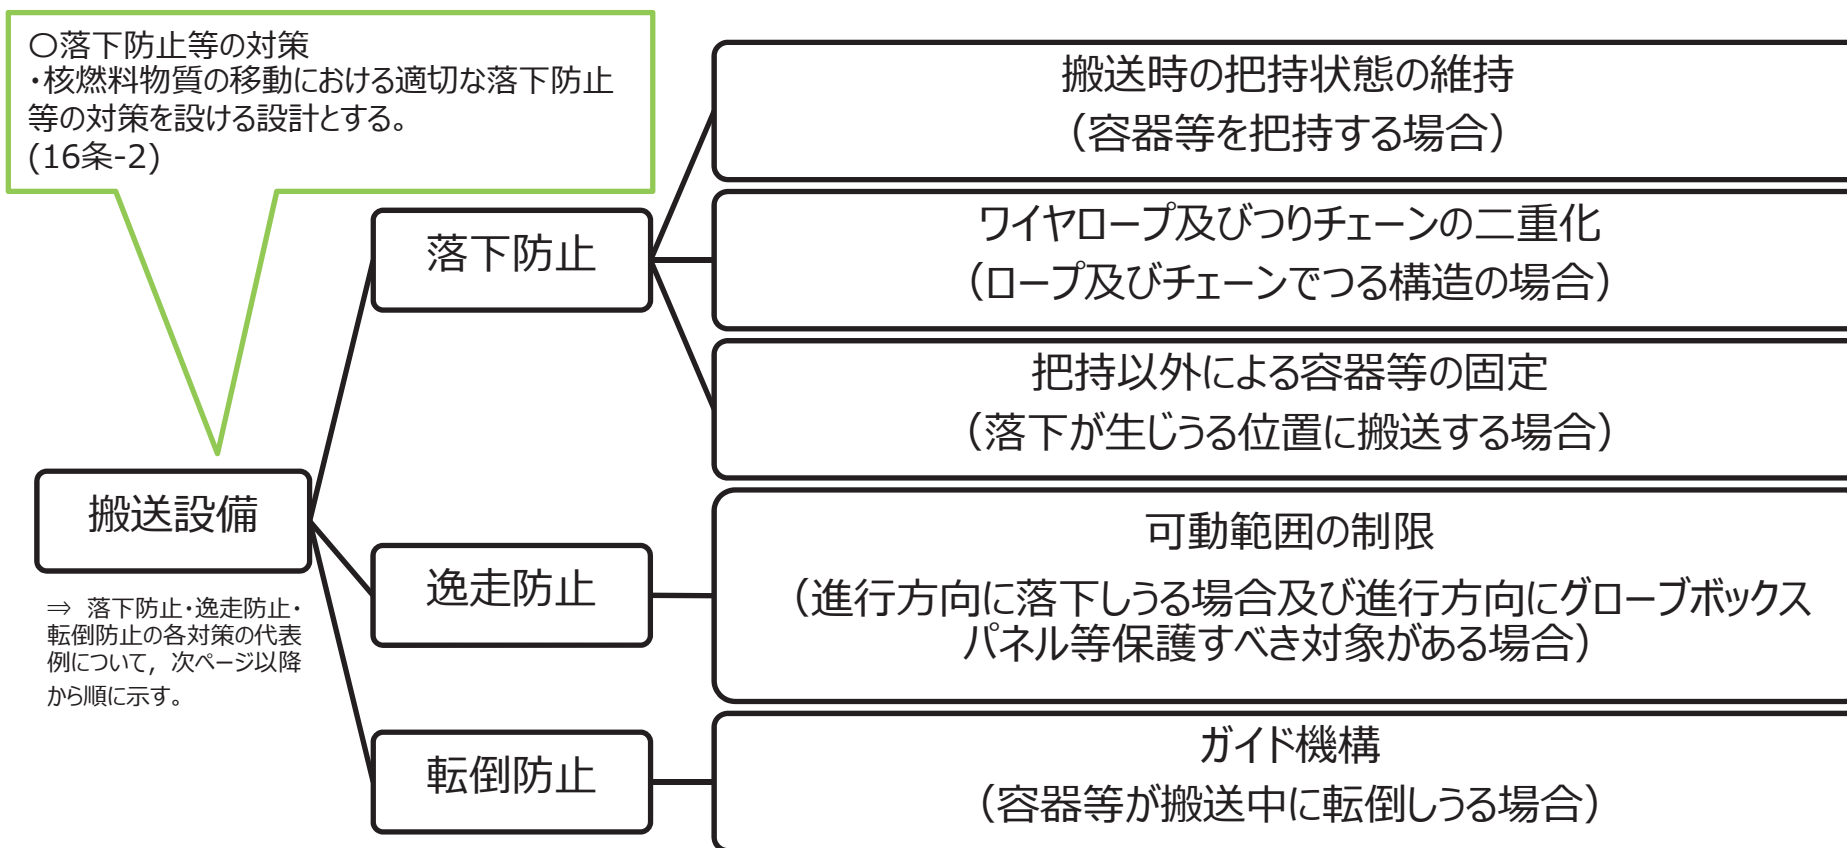 〇落下防止等の対策
・核燃料物質の移動における適切な落下防止
等の対策を設ける設計とする。
(16条-2)
搬送設備
⇒ 落下防止・逸走防止・
転倒防止の各対策の代表
例について，次ページ以降
から順に示す。
落下防止
搬送時の把持状態の維持
（容器等を把持する場合）
ワイヤロープ及びつりチェーンの二重化
（ロープ及びチェーンでつる構造の場合）
把持以外による容器等の固定
（落下が生じうる位置に搬送する場合）
逸走防止
可動範囲の制限
（進行方向に落下しうる場合及び進行方向にグローブボックス
パネル等保護すべき対象がある場合）
転倒防止
ガイド機構
（容器等が搬送中に転倒しうる場合）